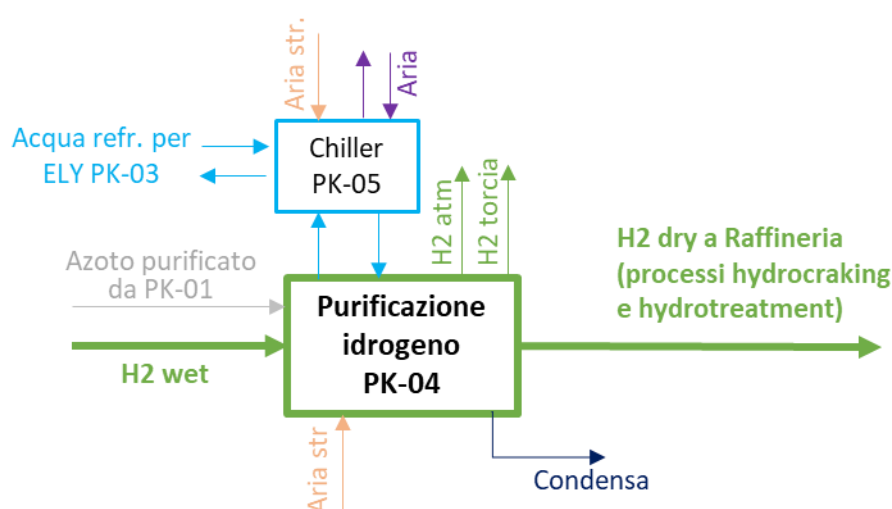 Aria str.
Aria
Acqua refr. per
ELY PK-03
Chiller
PK-05
H2 atm
H2 torcia
H2 dry a Raffineria
(processi hydrocraking
e hydrotreatment)
Azoto purificato
da PK-01
Purificazione
idrogeno
PK-04
H2 wet
Aria str
Condensa